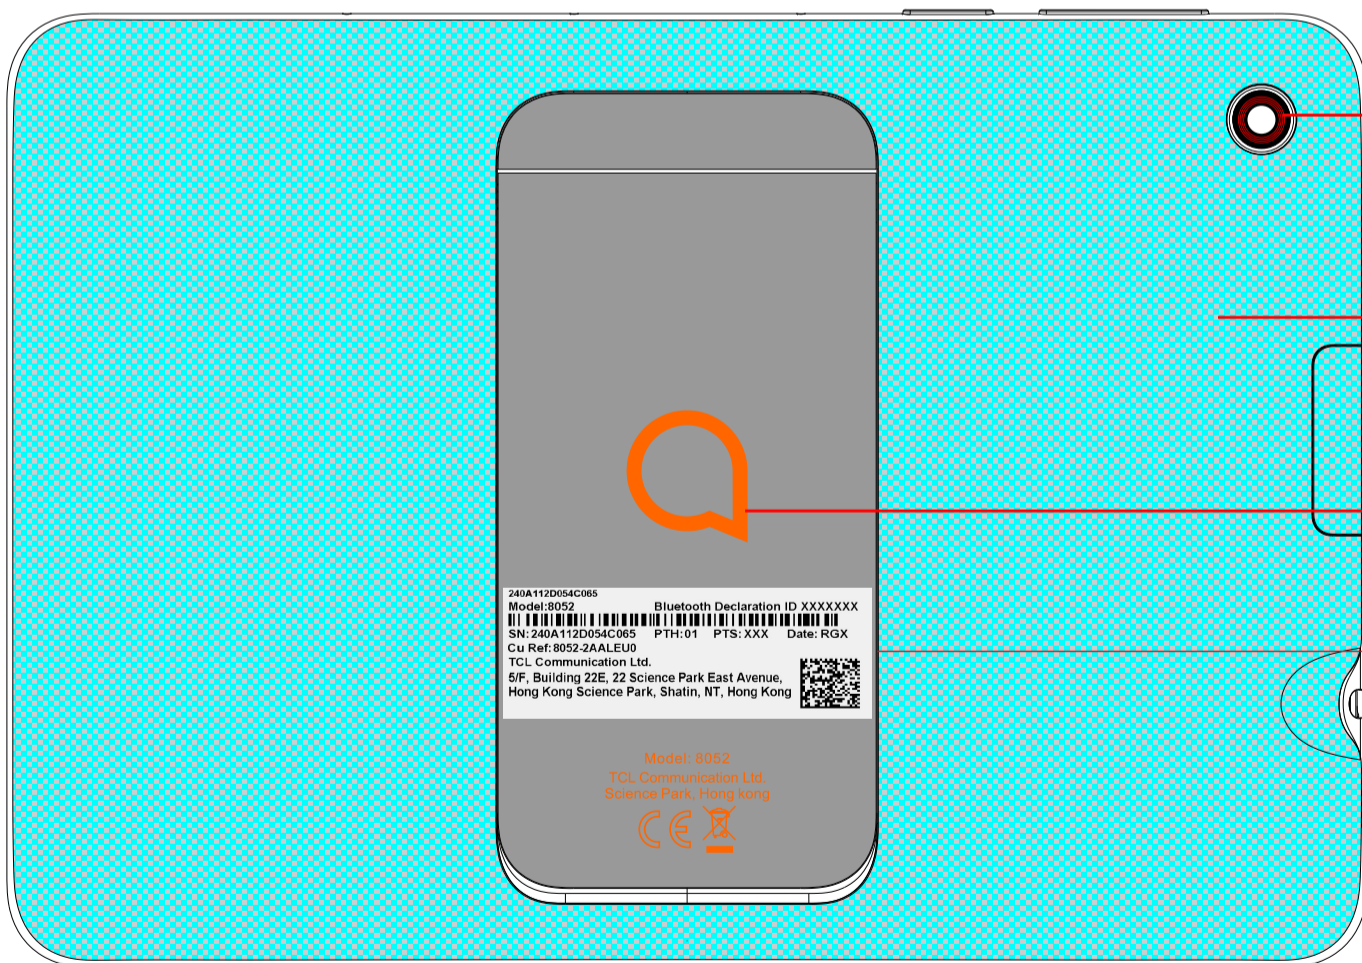 240A112D054C065
Model:8052 Bluetooth Declaration ID XXXXXXX
SN:240A112D054C065 PTH:01 PTS:XXX Date:RGX
Cu Ref:8052-2AALEU0
TCL Communication Ltd.
5/F, Building 22E, 22 Science Park East Avenue,
Hong Kong Science Park, Shatin, NT, Hong Kong
Model: 8052
TCL Communication Ltd.
Science Park, Hong kong
CE